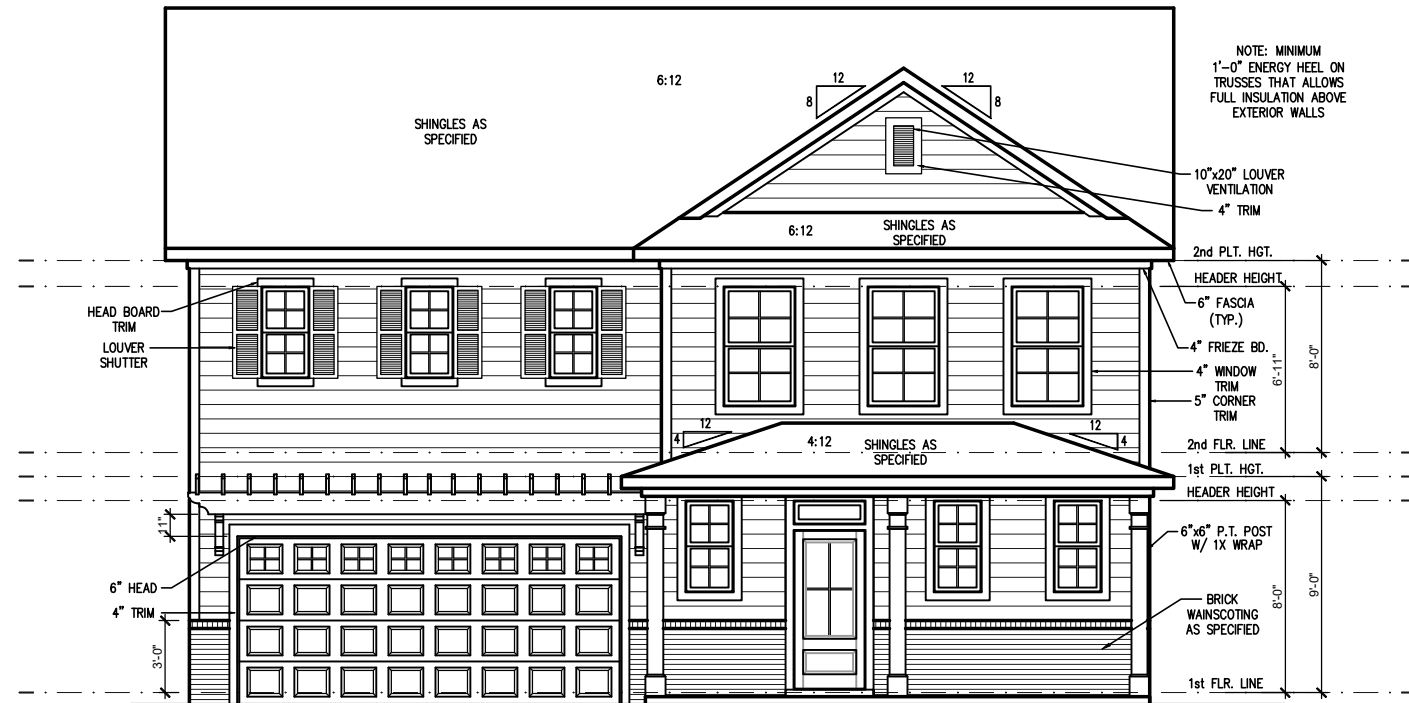 NOTE: MINIMUM
1'-0" ENERGY HEEL ON
TRUSSES THAT ALLOWS
FULL INSULATION ABOVE
EXTERIOR WALLS
6:12
12
8
12
8
SHINGLES AS
SPECIFIED
10"x20" LOUVER
VENTILATION
4" TRIM
6:12
SHINGLES AS
SPECIFIED
2nd PLT. HGT.
HEADER HEIGHT
6" FASCIA
(TYP.)
HEAD BOARD
TRIM
LOUVER
SHUTTER
4" FRIEZE BD.
4" WINDOW
TRIM
5" CORNER
TRIM
6'-11"
8'-0"
12
4
4:12
SHINGLES AS
SPECIFIED
12
4
2nd FLR. LINE
1st PLT. HGT.
HEADER HEIGHT
11"
6"x6" P.T. POST
W/ 1X WRAP
6" HEAD
4" TRIM
3'-0"
BRICK
WAINSCOTING
AS SPECIFIED
8'-0"
9'-0"
1st FLR. LINE